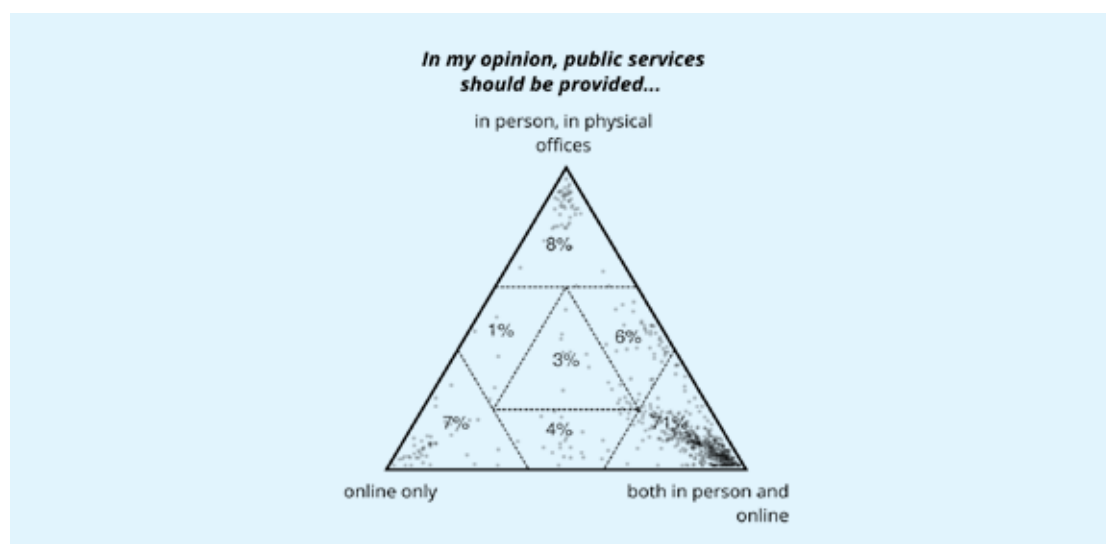 In my opinion, public services
should be provided...
in person, in physical
offices
8%
1%
6%
3%
7%
4%
71%
online only
both in person and
online